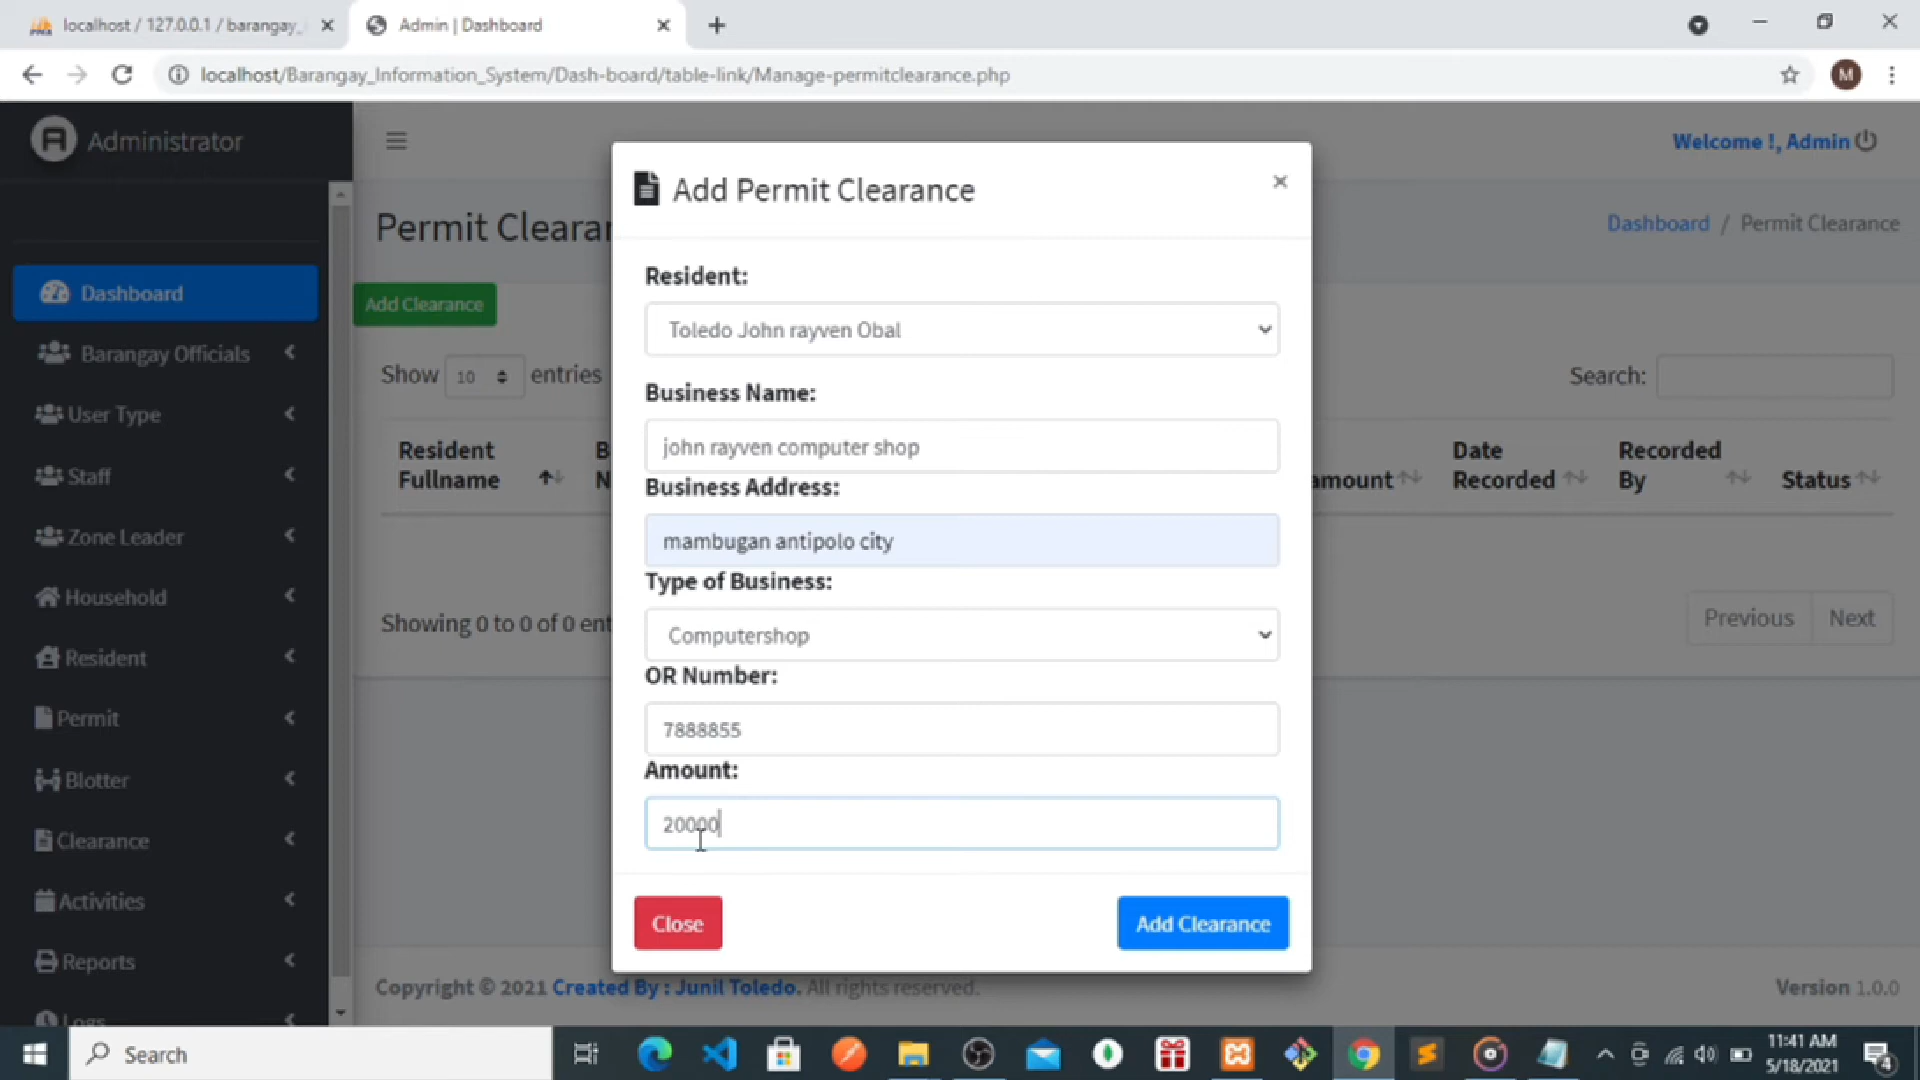 localhost / 127.0.0.1 / barangay_
Admin | Dashboard
localhost/Barangay_Information_System/Dash-board/table-link/Manage-permitclearance.php
M
Administrator
Welcome !, Admin
Add Permit Clearance
×
Permit Clearan
Dashboard / Permit Clearance
Resident:
Dashboard
Add Clearance
Toledo John rayven Obal
Barangay Officials
Show 10 entries
Search:
Business Name:
User Type
john rayven computer shop
Resident Fullname
B
N
amount
Date Recorded
Recorded By
Status
Staff
Business Address:
Zone Leader
mambugan antipolo city
Type of Business:
Household
Showing 0 to 0 of 0 ent
Previous
Next
Computershop
Resident
OR Number:
Permit
7888855
Blotter
Amount:
20000
Clearance
Activities
Close
Add Clearance
Reports
Copyright © 2021 Created By : Junil Toledo. All rights reserved.
Version 1.0.0
Logs
Search
11:41 AM
5/18/2021
4